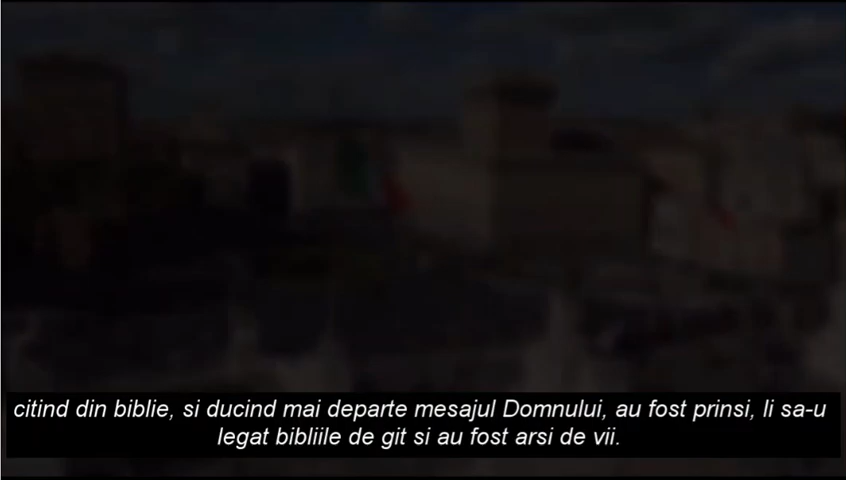 citind din biblie, si ducind mai departe mesajul Domnului, au fost prinsi, li sa-u
legat bibliile de git si au fost arsi de vii.